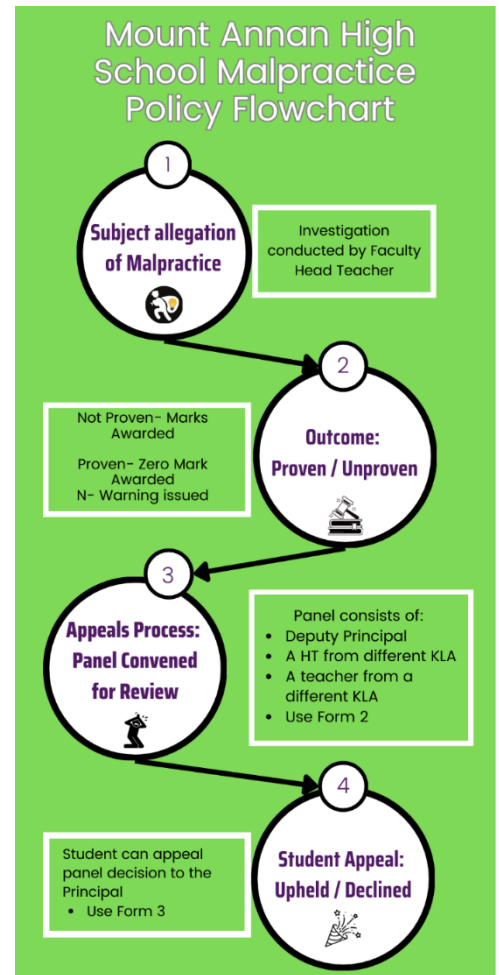 Mount Annan High
School Malpractice
Policy Flowchart
1
Subject allegation
of Malpractice
Investigation
conducted by Faculty
Head Teacher
2
Outcome:
Proven / Unproven
Not Proven- Marks
Awarded
Proven- Zero Mark
Awarded
N- Warning issued
3
Appeals Process:
Panel Convened
for Review
Panel consists of:
• Deputy Principal
• A HT from different KLA
• A teacher from a
different KLA
• Use Form 2
4
Student Appeal:
Upheld / Declined
Student can appeal
panel decision to the
Principal
• Use Form 3